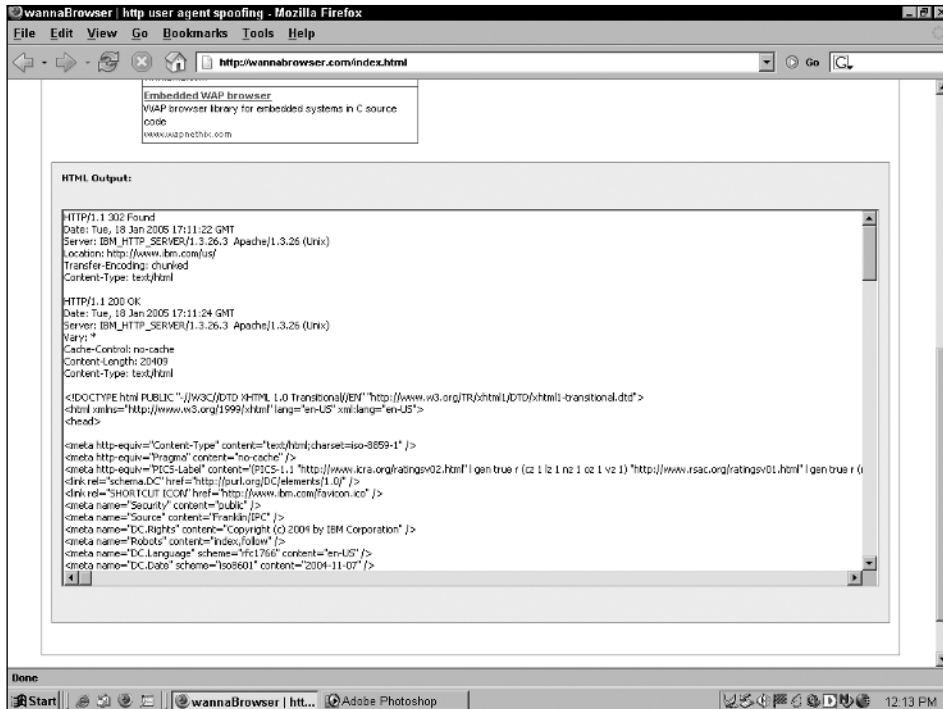 wannaBrowser | http user agent spoofing - Mozilla Firefox
File Edit View Go Bookmarks Tools Help
http://wannabrowser.com/index.html
Go
Embedded WAP browser
WAP browser library for embedded systems in C source
code
www.wapnethix.com
HTML Output:
HTTP/1.1 302 Found
Date: Tue, 18 Jan 2005 17:11:22 GMT
Server: IBM_HTTP_SERVER/1.3.26.3 Apache/1.3.26 (Unix)
Location: http://www.ibm.com/us/
Transfer-Encoding: chunked
Content-Type: text/html
HTTP/1.1 200 OK
Date: Tue, 18 Jan 2005 17:11:24 GMT
Server: IBM_HTTP_SERVER/1.3.26.3 Apache/1.3.26 (Unix)
Vary: *
Cache-Control: no-cache
Content-Length: 20409
Content-Type: text/html
<!DOCTYPE html PUBLIC "-//W3C//DTD XHTML 1.0 Transitional//EN" "http://www.w3.org/TR/xhtml1/DTD/xhtml1-transitional.dtd">
<html xmlns="http://www.w3.org/1999/xhtml" lang="en-US" xml:lang="en-US">
<head>
<meta http-equiv="Content-Type" content="text/html;charset=iso-8859-1" />
<meta http-equiv="Pragma" content="no-cache" />
<meta http-equiv="PICS-Label" content='(PICS-1.1 "http://www.icra.org/ratingsv02.html" l gen true r (cz 1 lz 1 nz 1 oz 1 vz 1) "http://www.rsac.org/ratingsv01.html" l gen true r (
<link rel="schema.DC" href="http://purl.org/DC/elements/1.0/" />
<link rel="SHORTCUT ICON" href="http://www.ibm.com/favicon.ico" />
<meta name="Security" content="public" />
<meta name="Source" content="Franklin/IPC" />
<meta name="DC.Rights" content="Copyright (c) 2004 by IBM Corporation" />
<meta name="Robots" content="index,follow" />
<meta name="DC.Language" scheme="rfc1766" content="en-US" />
<meta name="DC.Date" scheme="iso8601" content="2004-11-07" />
Done
Start wannaBrowser | htt... Adobe Photoshop 12:13 PM